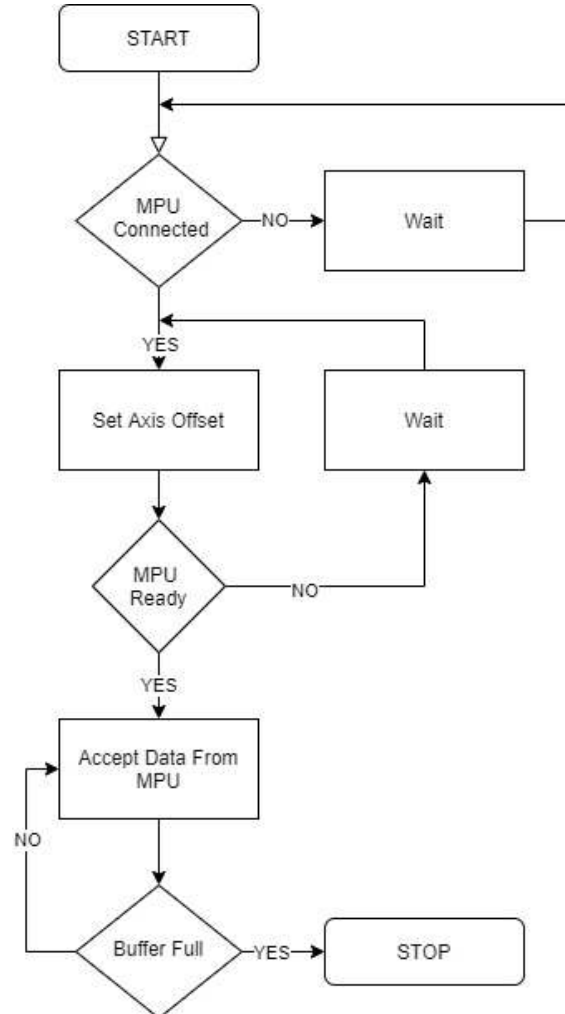 START
MPU
Connected
NO
Wait
YES
Set Axis Offset
Wait
MPU
Ready
NO
YES
Accept Data From
MPU
NO
Buffer Full
YES
STOP